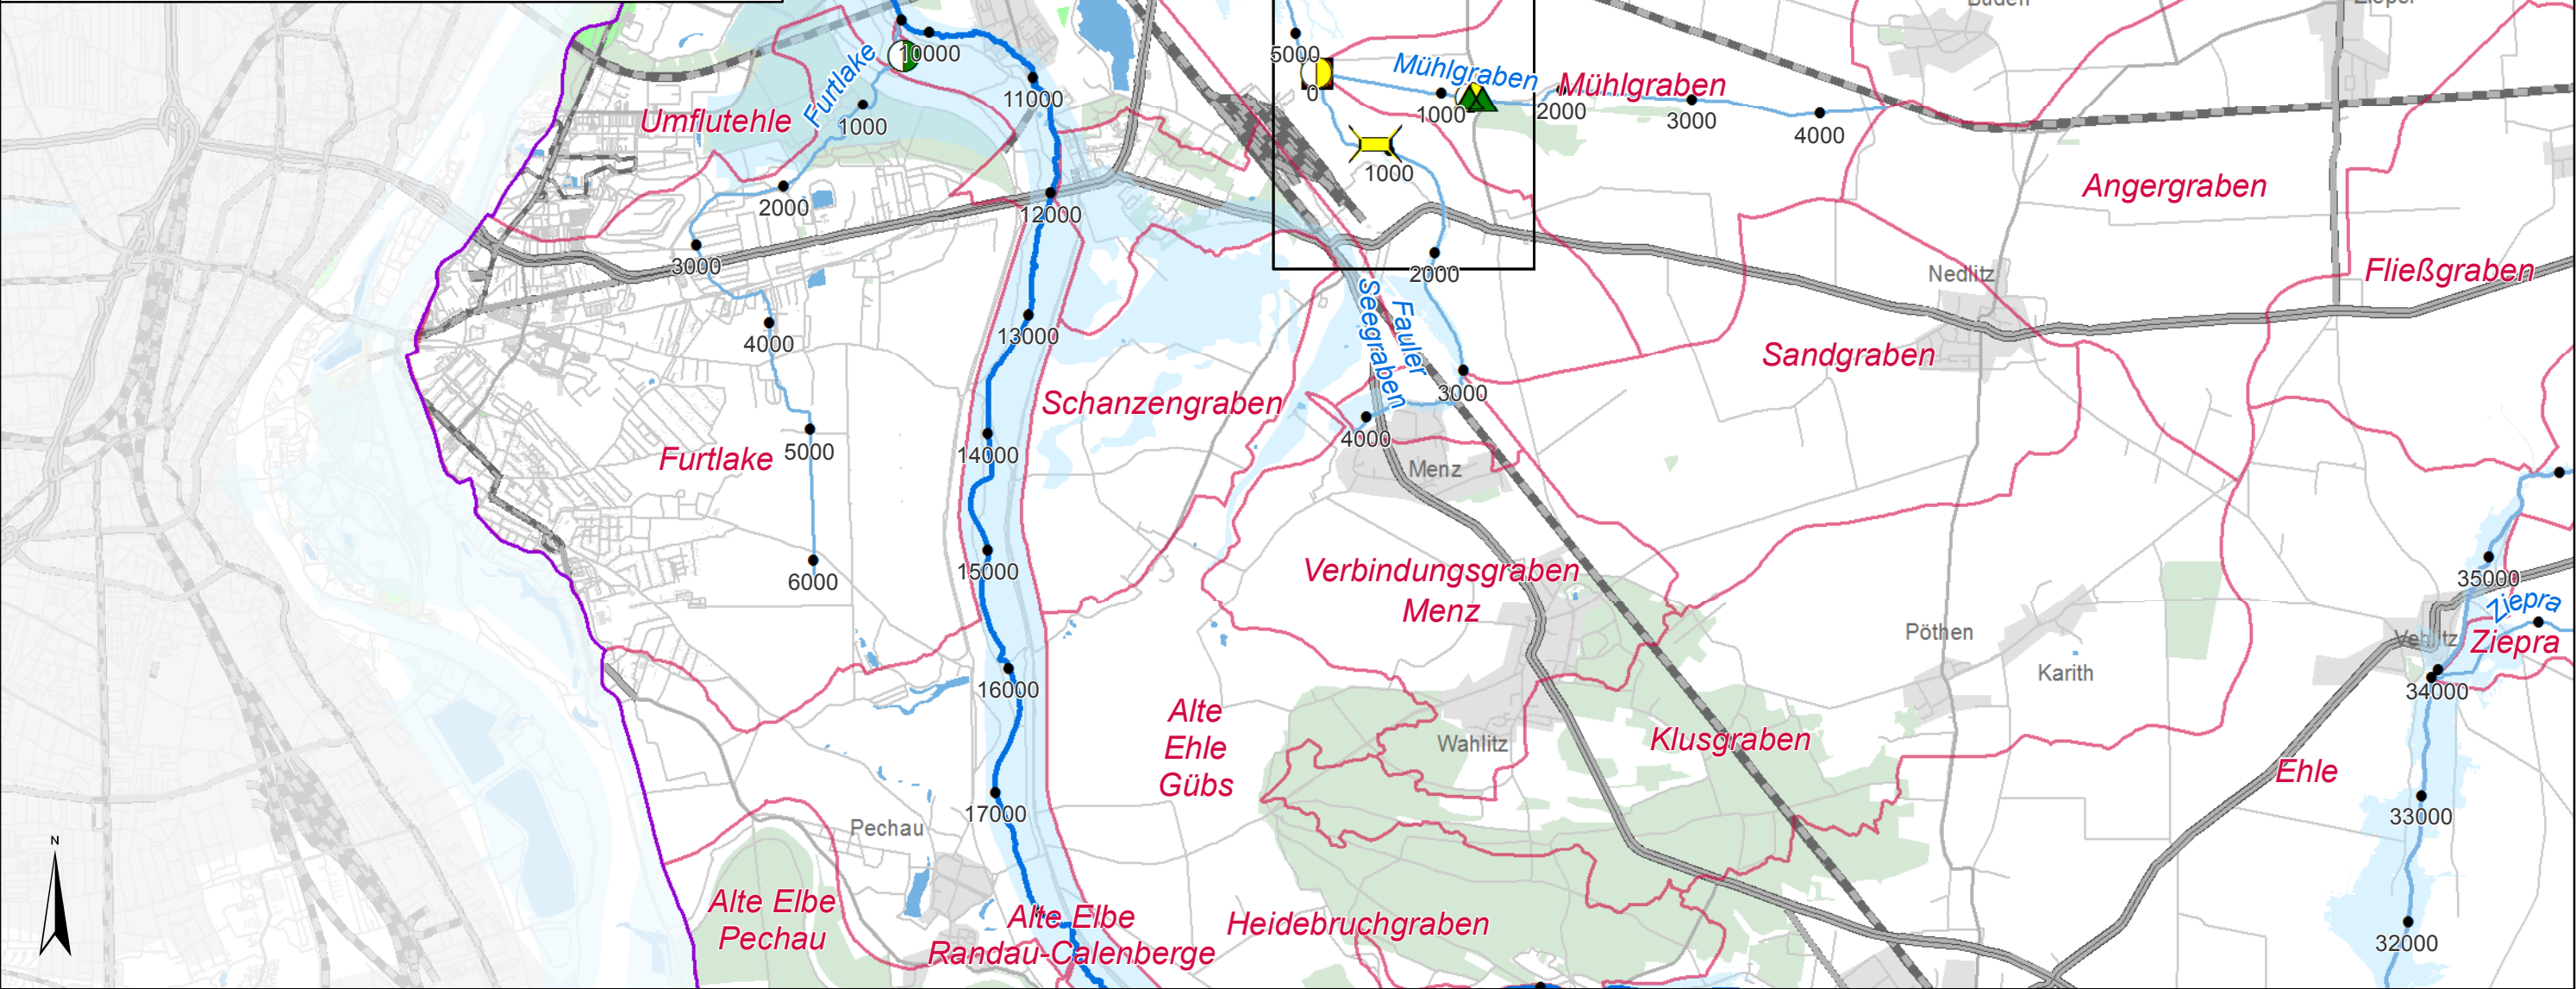 Büden
10000
5000
Mühlgraben
Mühlgraben
0
11000
1000
2000
3000
4000
Furtlake
Umflutehle
1000
1000
Angergraben
2000
12000
3000
2000
Nedlitz
Fließgraben
13000
4000
Fauler
Seegraben
Sandgraben
3000
Schanzengraben
4000
5000
14000
Furtlake
Menz
15000
6000
Verbindungsgraben
Menz
35000
Ziepra
Pöthen
Vehlitz
Ziepra
Karith
16000
34000
Alte
Ehle
Gübs
Wahlitz
Klusgraben
Ehle
17000
33000
Pechau
N
Alte Elbe
Pechau
Alte Elbe
Randau-Calenberge
Heidebruchgraben
32000